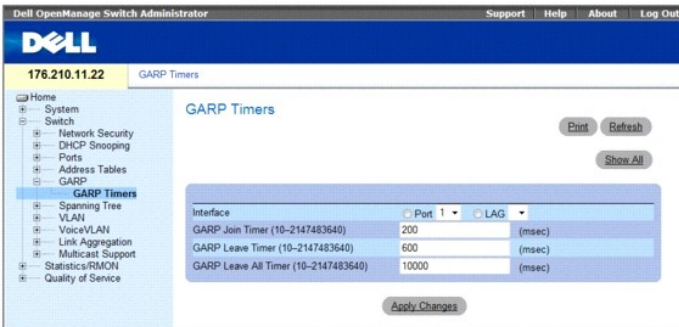 Dell OpenManage Switch Administrator
Support Help About Log Out
DELL
176.210.11.22
GARP Timers
Home
System
Switch
Network Security
DHCP Snooping
Ports
Address Tables
GARP
GARP Timers
Spanning Tree
VLAN
VoiceVLAN
Link Aggregation
Multicast Support
Statistics/RMON
Quality of Service
GARP Timers
Print Refresh
Show All
Interface Port 1 LAG
GARP Join Timer (10–2147483640) 200 (msec)
GARP Leave Timer (10–2147483640) 600 (msec)
GARP Leave All Timer (10–2147483640) 10000 (msec)
Apply Changes